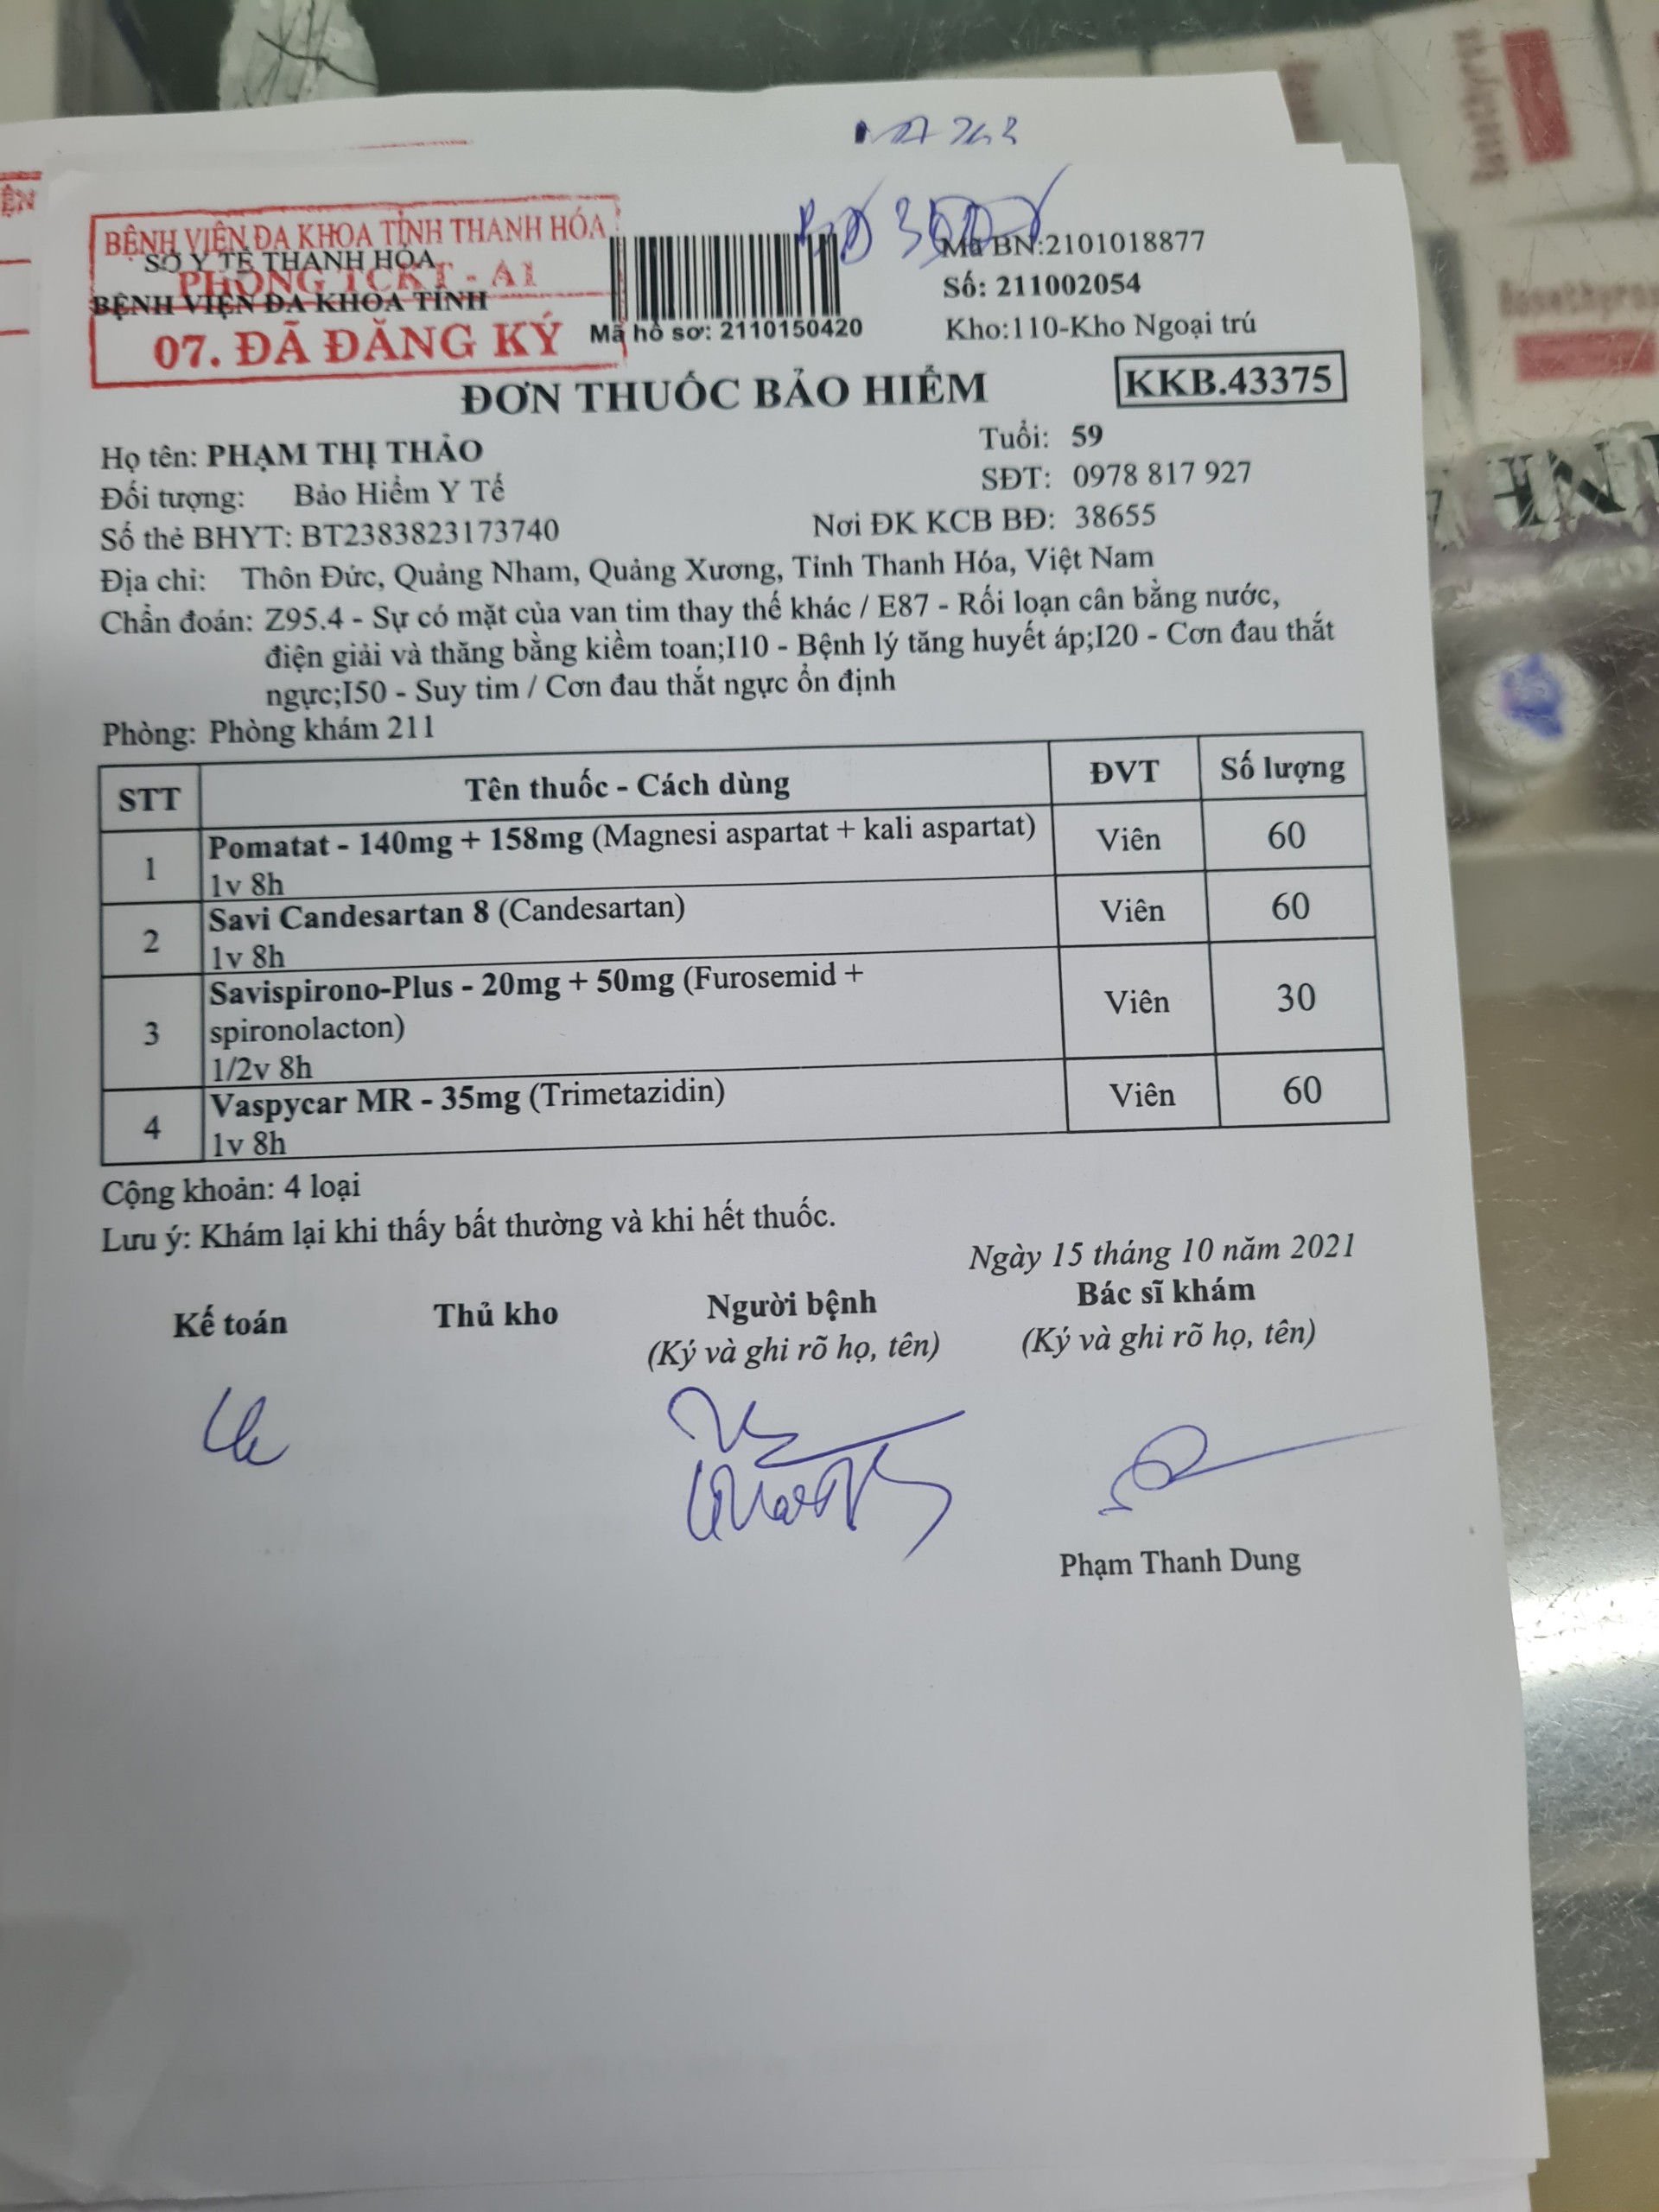 BỆNH VIỆN ĐA KHOA TỈNH THANH HÓA
SỞ Y TẾ THANH HÓA
PHÒNG TCKT - A1
BỆNH VIỆN ĐA KHOA TỈNH
07. ĐÃ ĐĂNG KÝ
Mã hồ sơ: 2110150420
Mã BN:2101018877
Số: 211002054
Kho:110-Kho Ngoại trú
ĐƠN THUỐC BẢO HIỂM
KKB.43375
Họ tên: PHẠM THỊ THẢO
Tuổi: 59
Đối tượng: Bảo Hiểm Y Tế
SĐT: 0978 817 927
Số thẻ BHYT: BT2383823173740
Nơi ĐK KCB BĐ: 38655
Địa chỉ: Thôn Đức, Quảng Nham, Quảng Xương, Tỉnh Thanh Hóa, Việt Nam
Chẩn đoán: Z95.4 - Sự có mặt của van tim thay thế khác / E87 - Rối loạn cân bằng nước,
điện giải và thăng bằng kiềm toan;I10 - Bệnh lý tăng huyết áp;I20 - Cơn đau thắt
ngực;I50 - Suy tim / Cơn đau thắt ngực ổn định
Phòng: Phòng khám 211
STT Tên thuốc - Cách dùng ĐVT Số lượng
1 Pomatat - 140mg + 158mg (Magnesi aspartat + kali aspartat) Viên 60
1v 8h
2 Savi Candesartan 8 (Candesartan) Viên 60
1v 8h
3 Savispirono-Plus - 20mg + 50mg (Furosemid + Viên 30
spironolacton)
1/2v 8h
4 Vaspycar MR - 35mg (Trimetazidin) Viên 60
1v 8h
Cộng khoản: 4 loại
Lưu ý: Khám lại khi thấy bất thường và khi hết thuốc.
Ngày 15 tháng 10 năm 2021
Kế toán Thủ kho Người bệnh Bác sĩ khám
(Ký và ghi rõ họ, tên) (Ký và ghi rõ họ, tên)
Phạm Thanh Dung